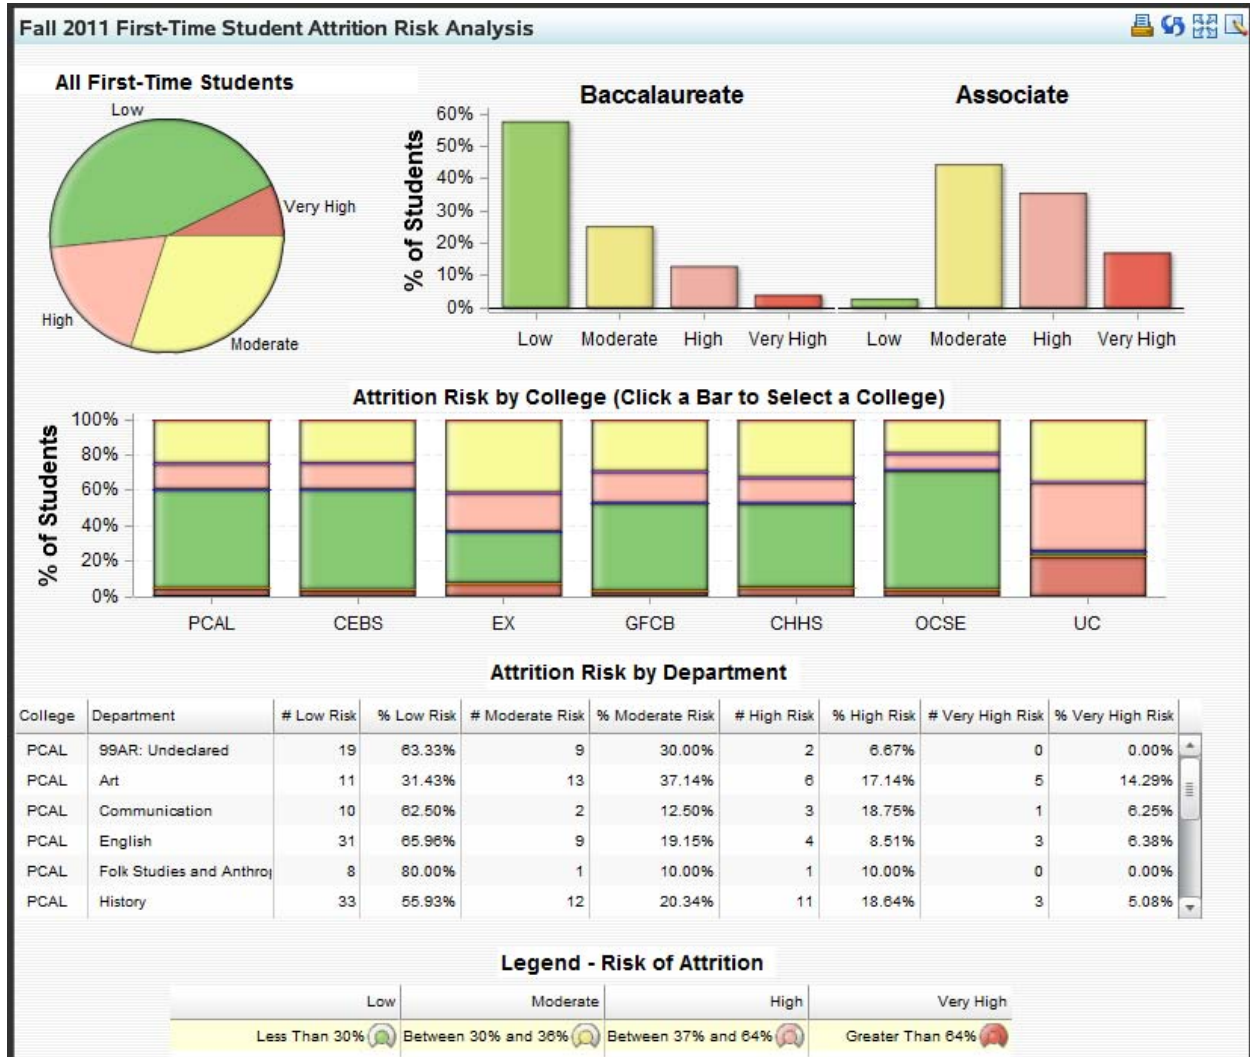 Fall 2011 First-Time Student Attrition Risk Analysis
All First-Time Students
Low
Very High
High
Moderate
Baccalaureate
Associate
% of Students
60%
50%
40%
30%
20%
10%
0%
Low Moderate High Very High Low Moderate High Very High
Attrition Risk by College (Click a Bar to Select a College)
% of Students
100%
80%
60%
40%
20%
0%
PCAL CEBS EX GFCB CHHS OCSE UC
Attrition Risk by Department
College Department # Low Risk % Low Risk # Moderate Risk % Moderate Risk # High Risk % High Risk # Very High Risk % Very High Risk
PCAL 99AR: Undeclared 19 63.33% 9 30.00% 2 6.67% 0 0.00%
PCAL Art 11 31.43% 13 37.14% 6 17.14% 5 14.29%
PCAL Communication 10 62.50% 2 12.50% 3 18.75% 1 6.25%
PCAL English 31 65.96% 9 19.15% 4 8.51% 3 6.38%
PCAL Folk Studies and Anthrop 8 80.00% 1 10.00% 1 10.00% 0 0.00%
PCAL History 33 55.93% 12 20.34% 11 18.64% 3 5.08%
Legend - Risk of Attrition
Low Moderate High Very High
Less Than 30% Between 30% and 36% Between 37% and 64% Greater Than 64%